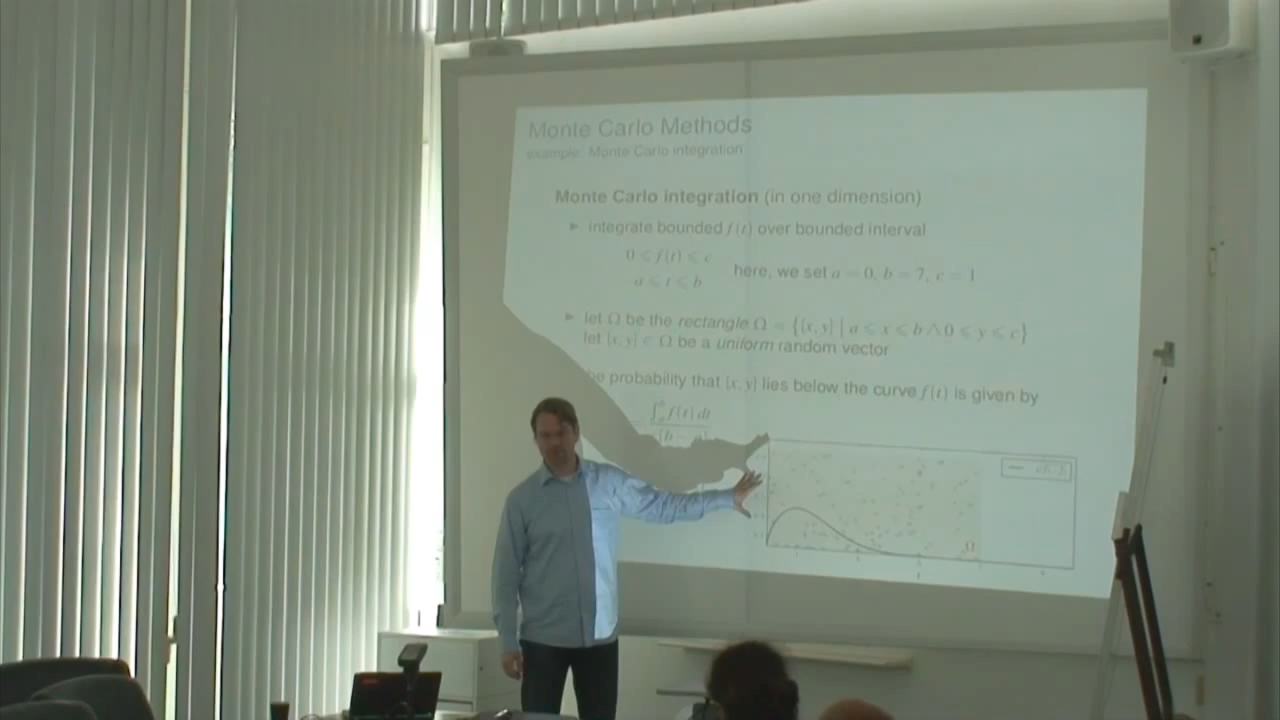 Monte Carlo Methods
example: Monte Carlo integration
Monte Carlo integration (in one dimension)
► integrate bounded f(t) over bounded interval
0 ⩽ f(t) ⩽ c
a ⩽ t ⩽ b
here, we set a = 0, b = 7, c = 1
► let Ω be the rectangle Ω = {[x, y] | a ⩽ x ⩽ b ∧ 0 ⩽ y ⩽ c}
let [x, y] ∈ Ω be a uniform random vector
probability that [x, y] lies below the curve f(t) is given by
∫ f(t) dt
Ω